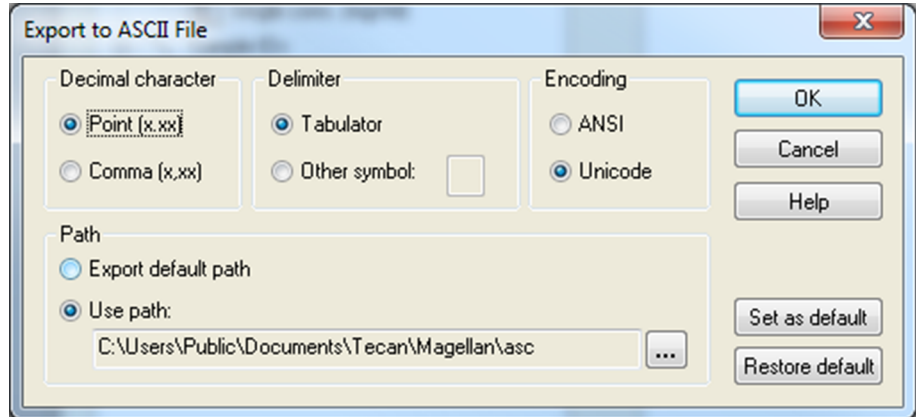 Export to ASCII File
Decimal character
Point (x.xx)
Comma (x,xx)
Delimiter
Tabulator
Other symbol:
Encoding
ANSI
Unicode
OK
Cancel
Help
Path
Export default path
Use path:
C:\Users\Public\Documents\Tecan\Magellan\asc
...
Set as default
Restore default